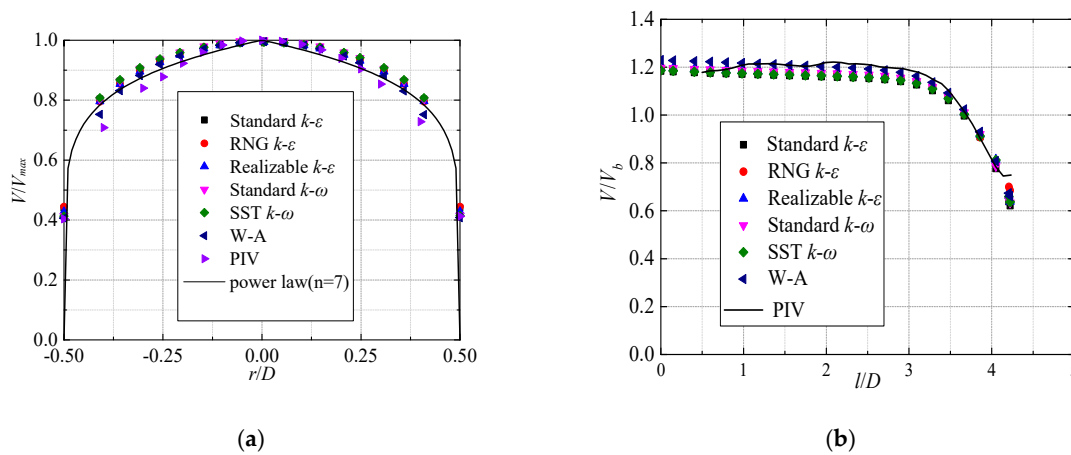 1.0
0.8
0.6
0.4
0.2
0.0
V/Vmax
Standard k-ε
RNG k-ε
Realizable k-ε
Standard k-ω
SST k-ω
W-A
PIV
power law(n=7)
-0.50 -0.25 0.00 0.25 0.50
r/D
(a)
1.4
1.2
1.0
0.8
0.6
0.4
0.2
0.0
V/Vb
Standard k-ε
RNG k-ε
Realizable k-ε
Standard k-ω
SST k-ω
W-A
PIV
0 1 2 3 4
l/D
(b)